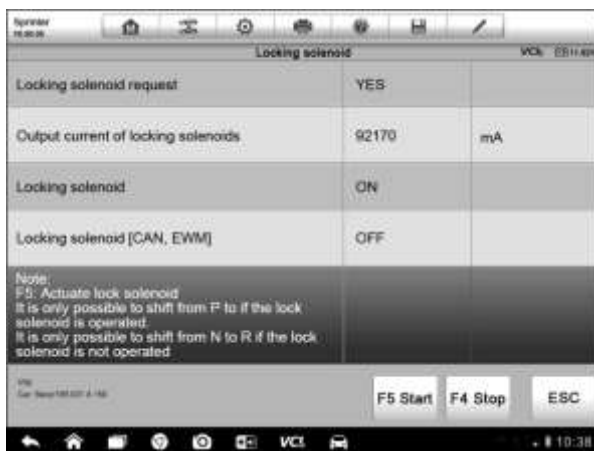 Sprinter
Locking solenoid
VCI:
Locking solenoid request YES
Output current of locking solenoids 92170 mA
Locking solenoid ON
Locking solenoid [CAN, EWM] OFF
Note:
F5: Actuate lock solenoid
It is only possible to shift from P to if the lock
solenoid is operated.
It is only possible to shift from N to R if the lock
solenoid is not operated
F5 Start F4 Stop ESC
VCI
10:38